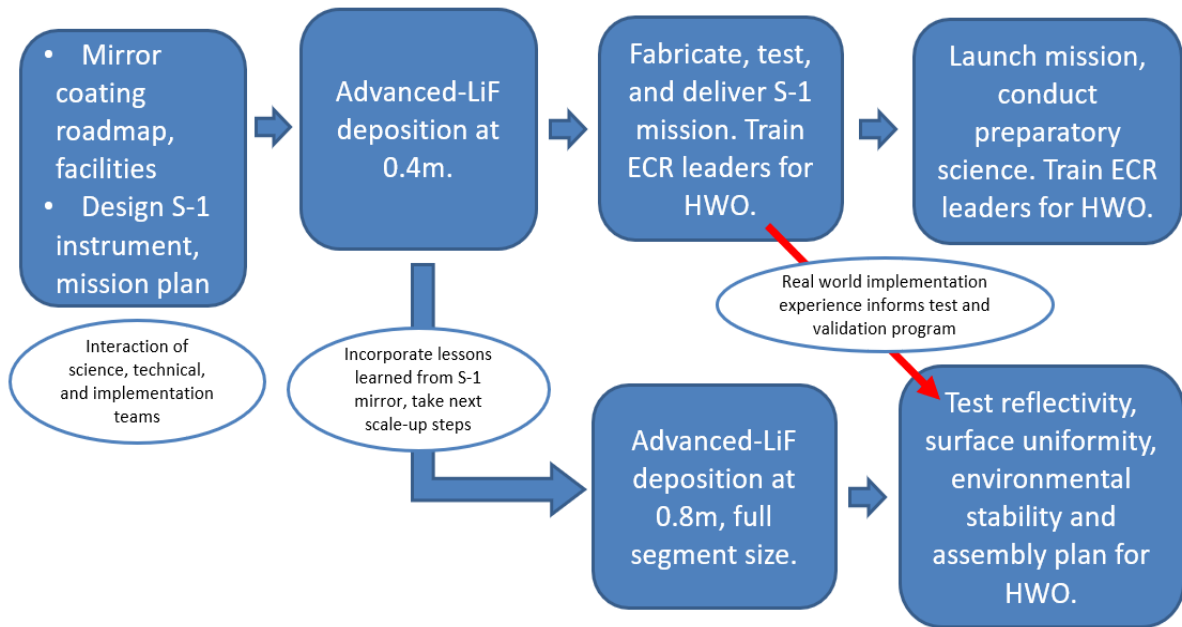 • Mirror
coating
roadmap,
facilities
• Design S-1
instrument,
mission plan
Advanced-LiF
deposition at
0.4m.
Fabricate, test,
and deliver S-1
mission. Train
ECR leaders for
HWO.
Launch mission,
conduct
preparatory
science. Train ECR
leaders for HWO.
Interaction of
science, technical,
and implementation
teams
Incorporate lessons
learned from S-1
mirror, take next
scale-up steps
Real world implementation
experience informs test and
validation program
Advanced-LiF
deposition at
0.8m, full
segment size.
Test reflectivity,
surface uniformity,
environmental
stability and
assembly plan for
HWO.